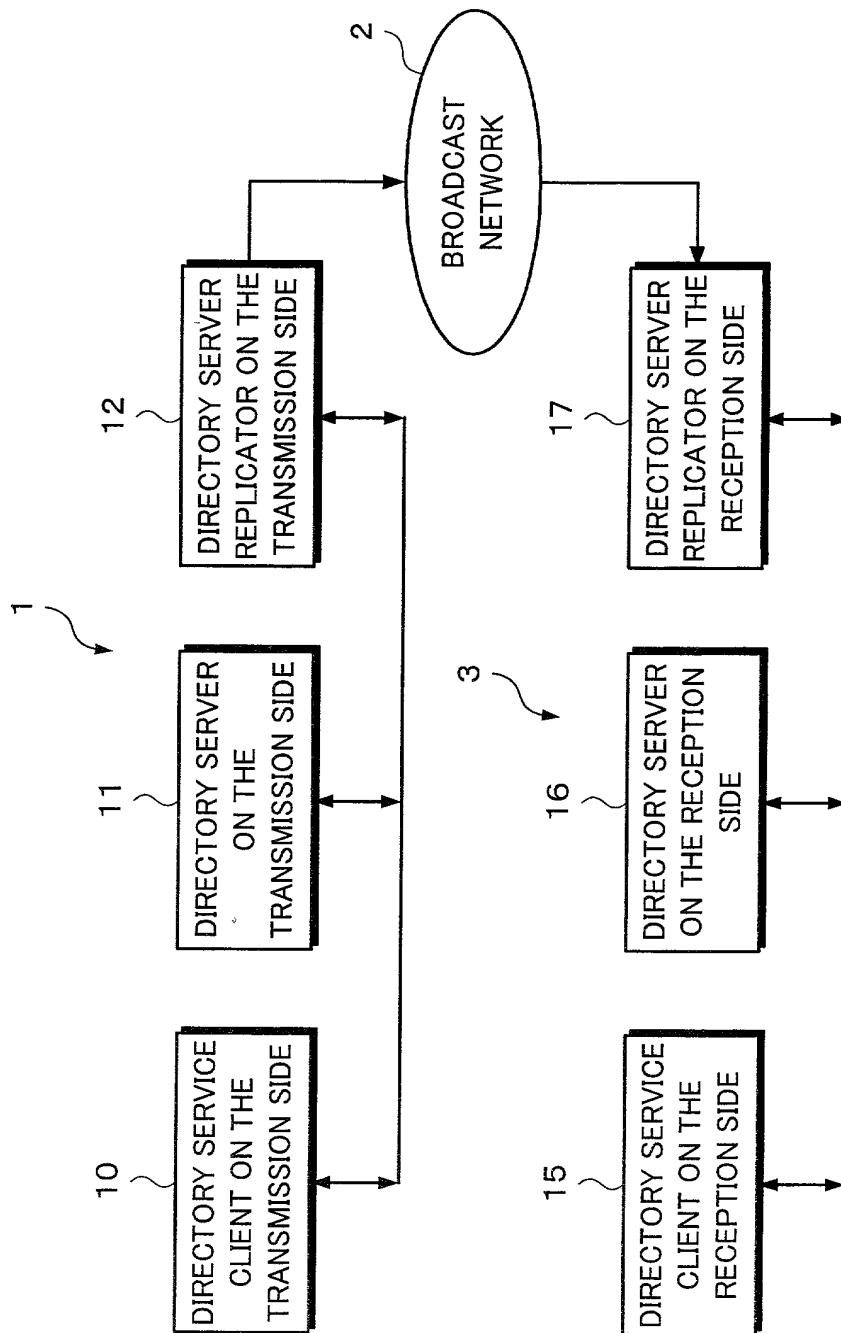 1
10
DIRECTORY SERVICE
CLIENT ON THE
TRANSMISSION SIDE
11
DIRECTORY SERVER
ON THE
TRANSMISSION SIDE
12
DIRECTORY SERVER
REPLICATOR ON THE
TRANSMISSION SIDE
2
BROADCAST
NETWORK
3
15
DIRECTORY SERVICE
CLIENT ON THE
RECEPTION SIDE
16
DIRECTORY SERVER
ON THE RECEPTION
SIDE
17
DIRECTORY SERVER
REPLICATOR ON THE
RECEPTION SIDE